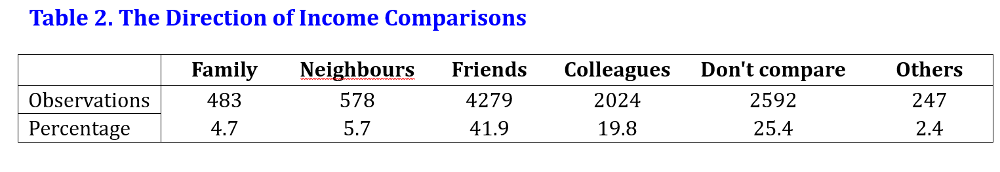 Table 2. The Direction of Income Comparisons
Family Neighbours Friends Colleagues Don't compare Others
Observations 483 578 4279 2024 2592 247
Percentage 4.7 5.7 41.9 19.8 25.4 2.4